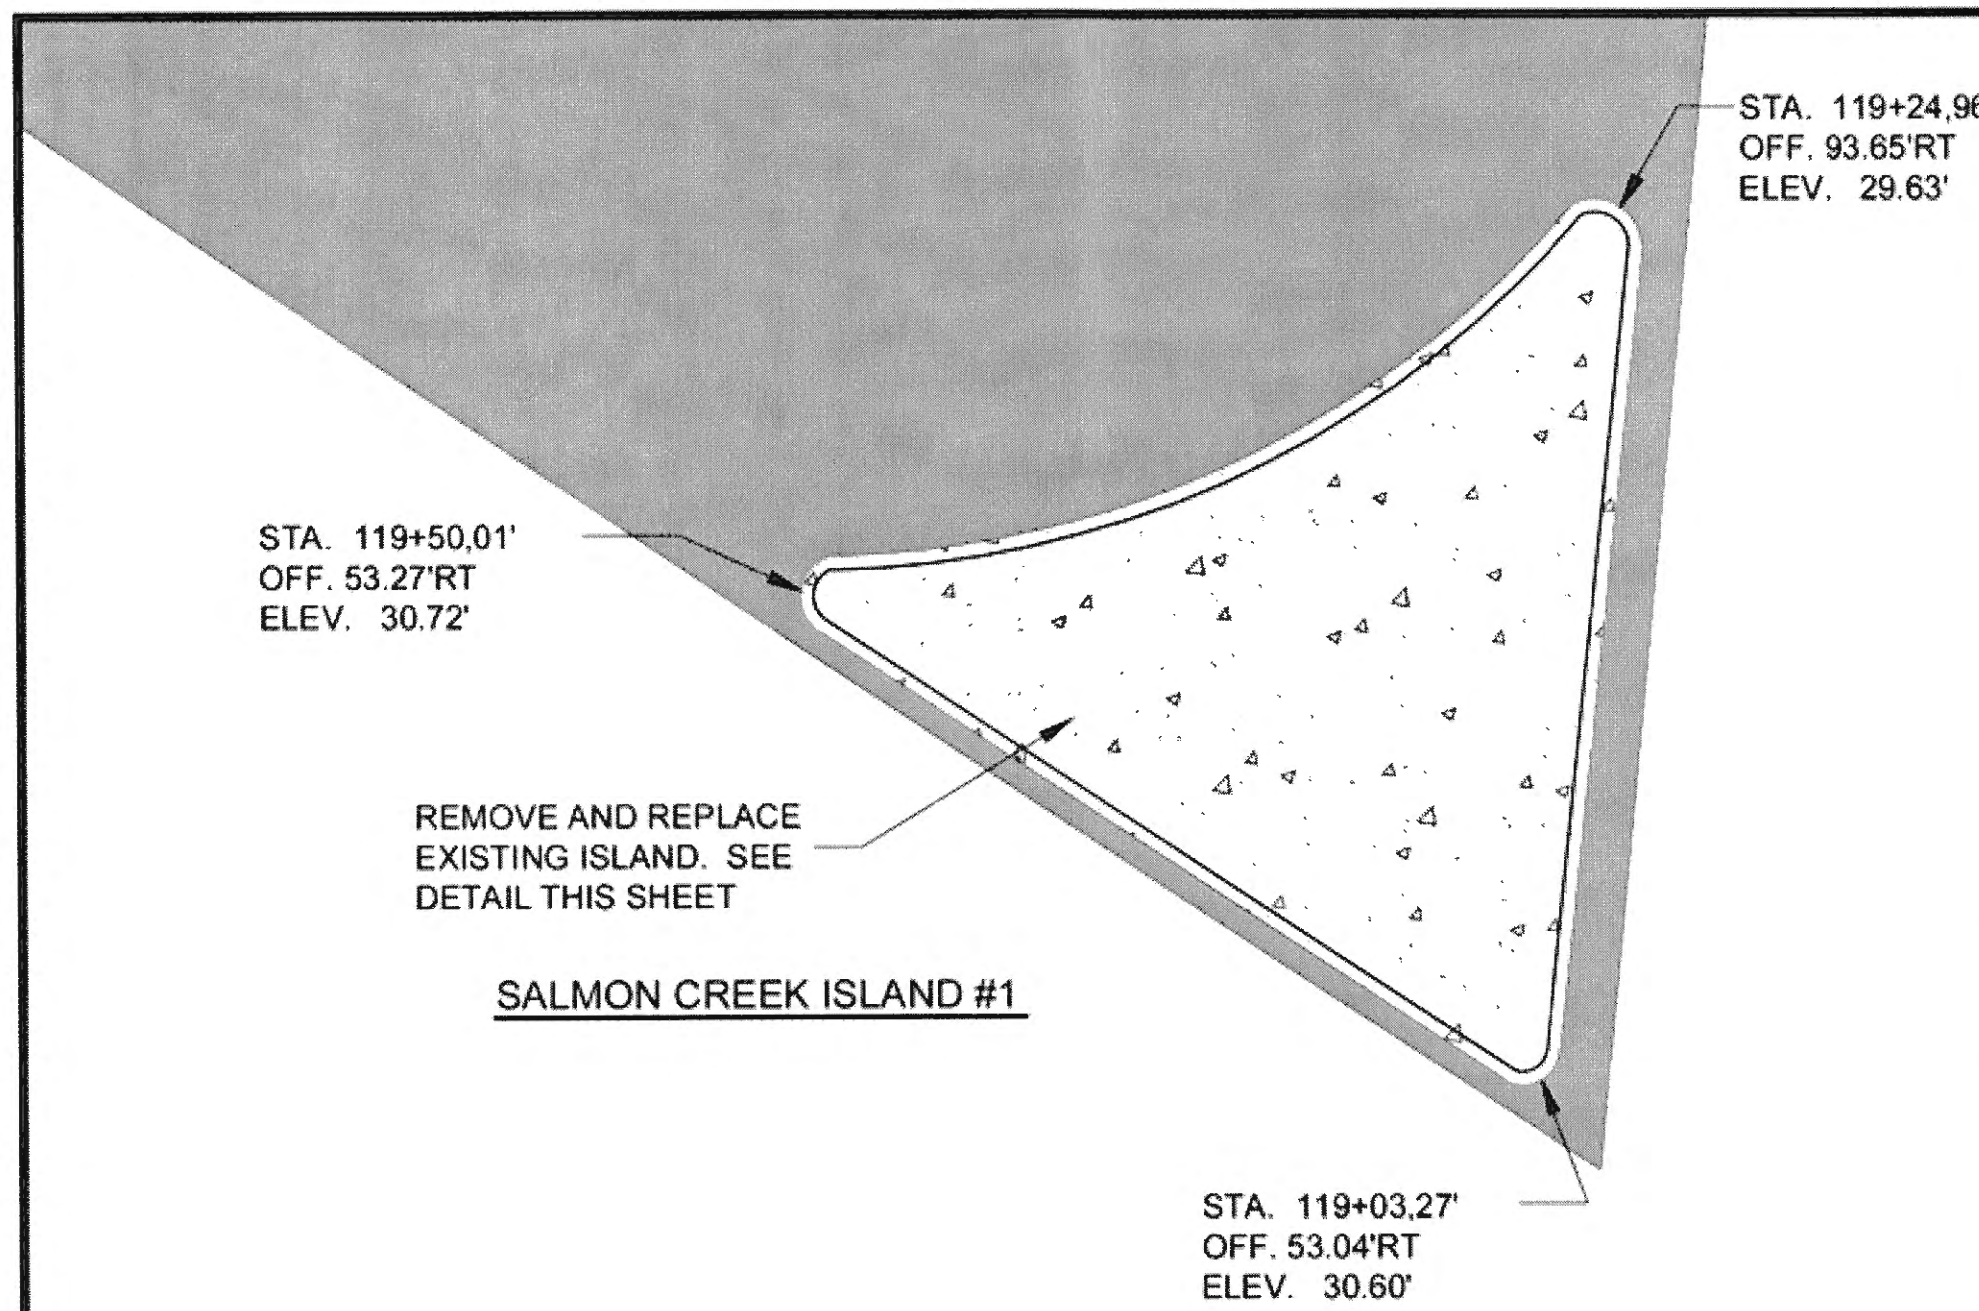 STA. 119+24,96
OFF. 93.65'RT
ELEV. 29.63'
STA. 119+50,01'
OFF. 53.27'RT
ELEV. 30.72'
REMOVE AND REPLACE
EXISTING ISLAND. SEE
DETAIL THIS SHEET
SALMON CREEK ISLAND #1
STA. 119+03,27'
OFF. 53.04'RT
ELEV. 30.60'